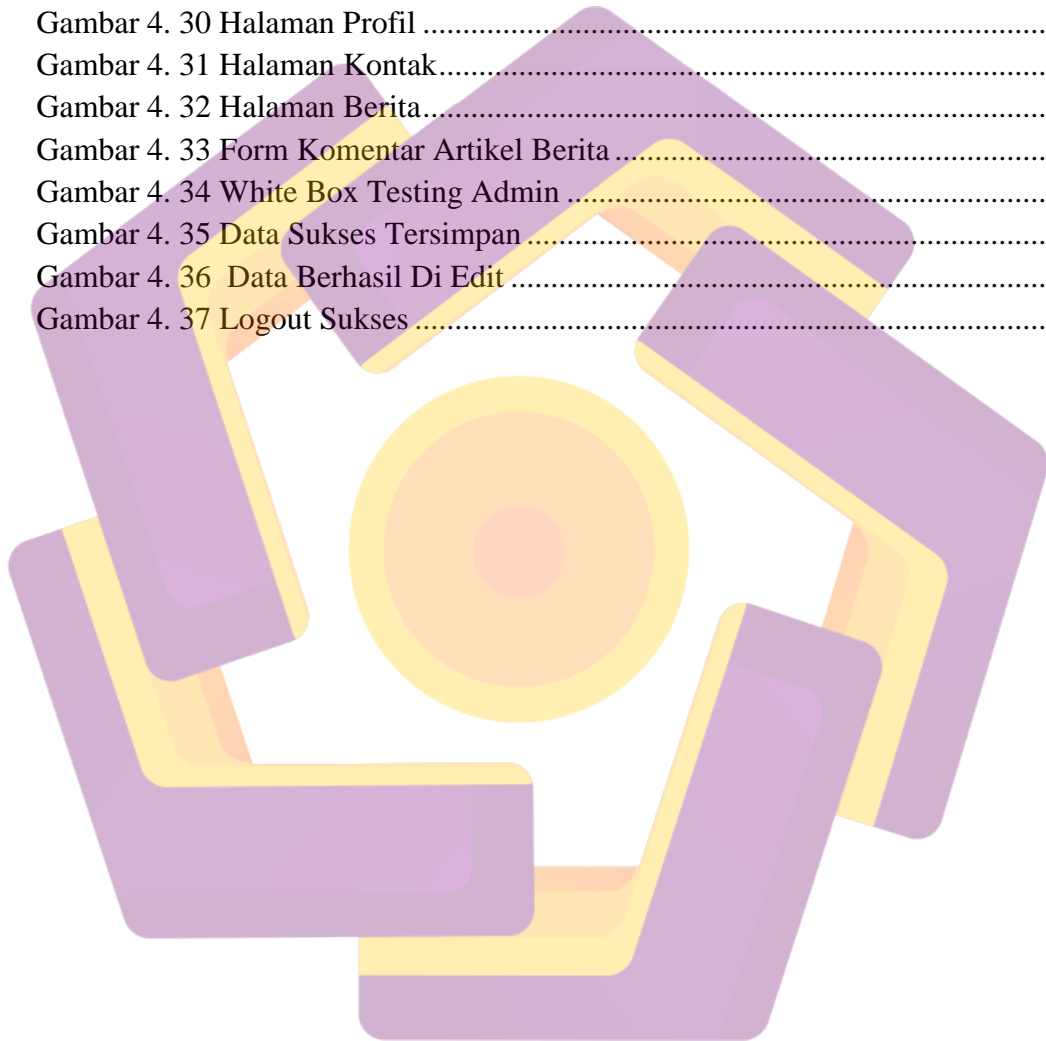 Gambar 4. 30 Halaman Profil ................................................................................
Gambar 4. 31 Halaman Kontak..............................................................................
Gambar 4. 32 Halaman Berita................................................................................
Gambar 4. 33 Form Komentar Artikel Berita ........................................................
Gambar 4. 34 White Box Testing Admin ..............................................................
Gambar 4. 35 Data Sukses Tersimpan ...................................................................
Gambar 4. 36  Data Berhasil Di Edit .....................................................................
Gambar 4. 37 Logout Sukses .................................................................................